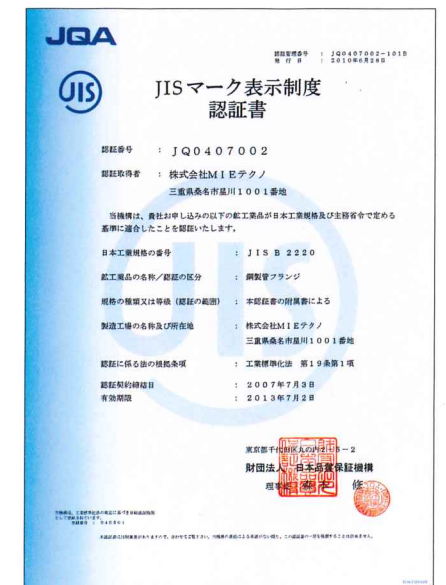 JQA
認証管理番号 : JQ0407002-101B
発行日 : 2010年6月28日
JIS
JISマーク表示制度
認証書
認証番号 : JQ0407002
認証取得者 : 株式会社MIEテクノ
三重県桑名市星川1001番地
当機構は、貴社お申し込みの以下の鉱工業品が日本工業規格及び主務省令で定める
基準に適合したことを認証いたします。
日本工業規格の番号 : JIS B 2220
鉱工業品の名称/認証の区分 : 鋼製管フランジ
規格の種類又は等級(認証の範囲) : 本認証書の附属書による
製造工場の名称及び所在地 : 株式会社MIEテクノ
三重県桑名市星川1001番地
認証に係る法の根拠条項 : 工業標準化法 第19条第1項
認証契約締結日 : 2007年7月3日
有効期限 : 2013年7月2日
東京都千代田区丸の内2-5-2
財団法人 日本品質保証機構
理事長 修